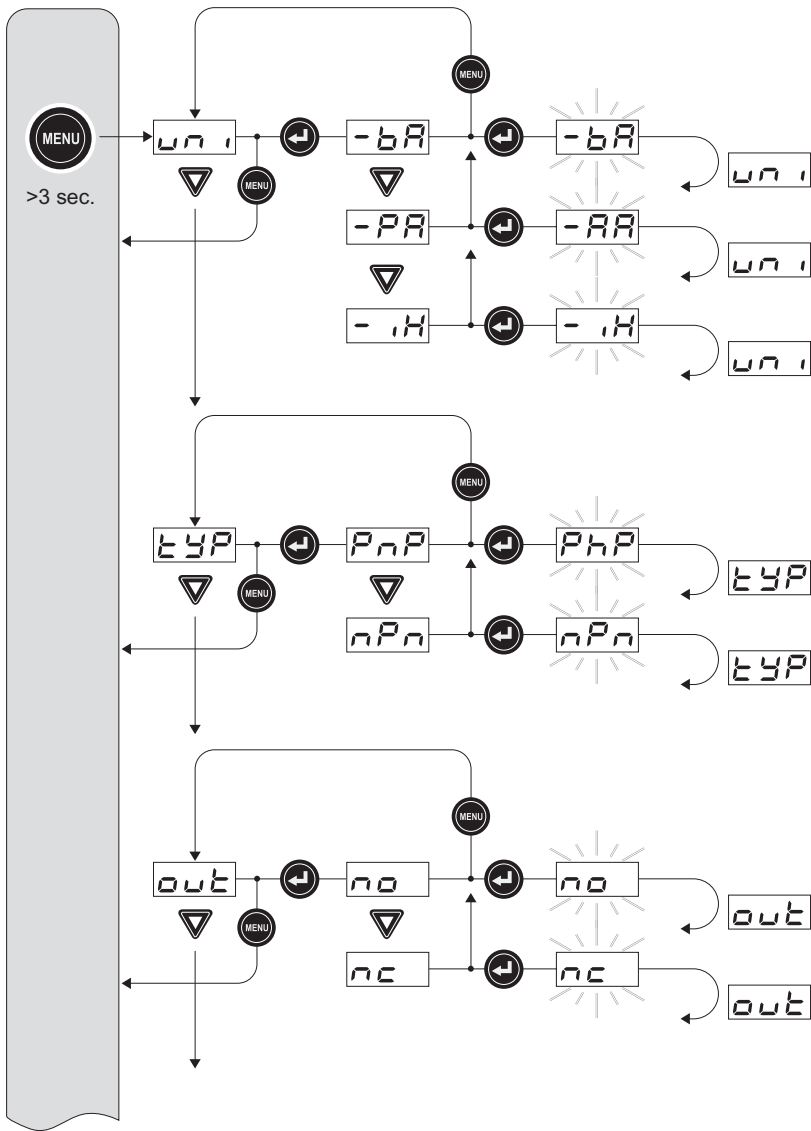 MENU
MENU
uni
-bA
-bA
>3 sec.
MENU
uni
-PA
-AA
uni
-iH
-iH
uni
MENU
tYP
PnP
PhP
tYP
MENU
nPn
nPn
tYP
MENU
out
no
no
out
MENU
nc
nc
out